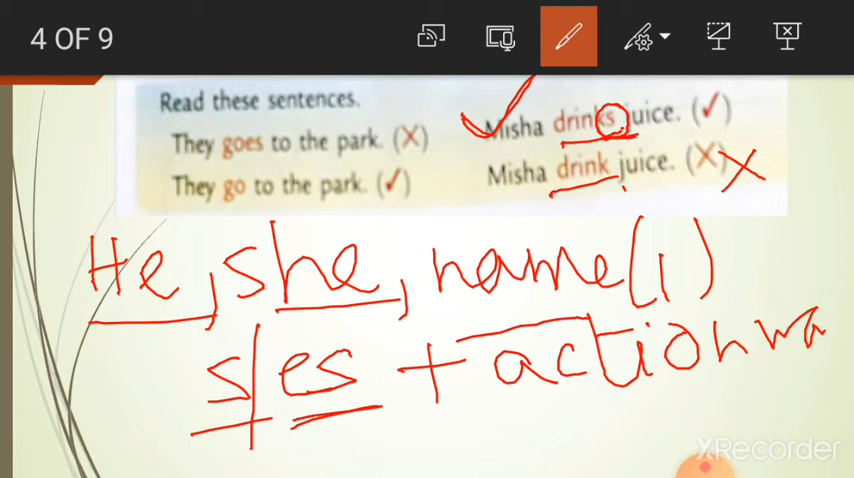 4 OF 9
Read these sentences.
They goes to the park. (X)
They go to the park. (✓)
Misha drinks juice. (✓)
Misha drink juice. (X)
He, she, name(1)
s/es + action wa
XRecorder